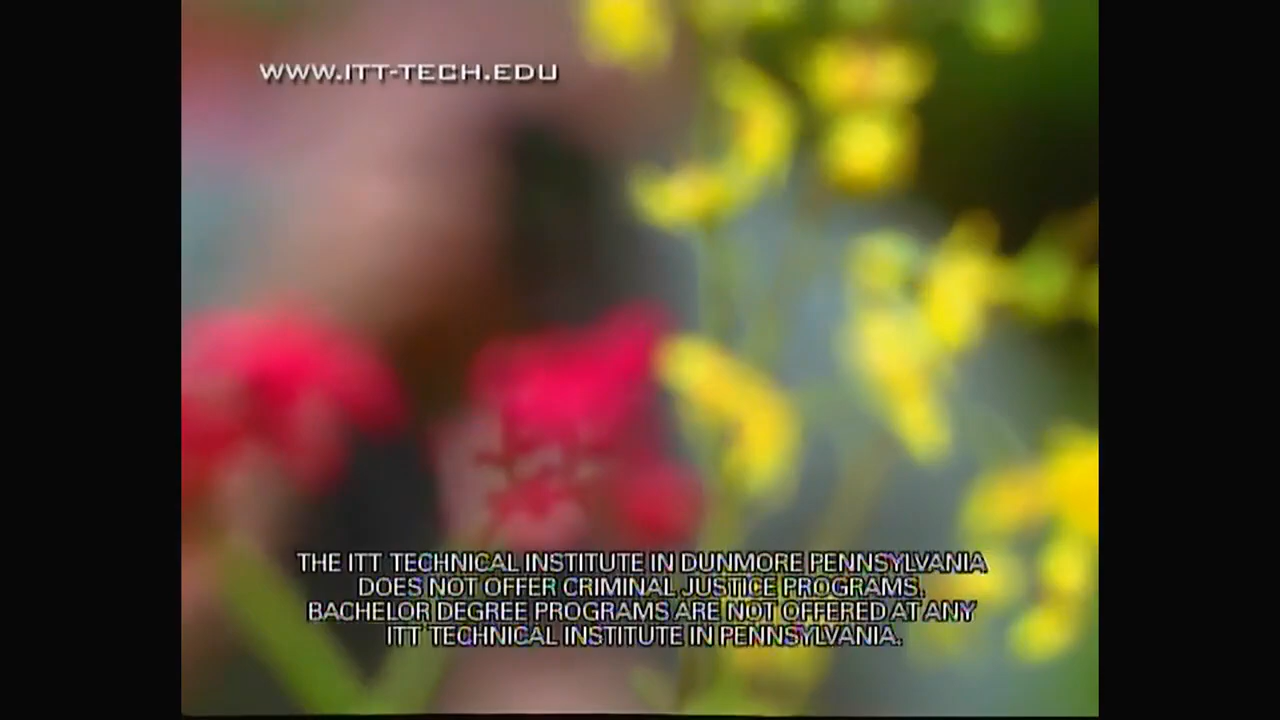 WWW.ITT-TECH.EDU
THE ITT TECHNICAL INSTITUTE IN DUNMORE PENNSYLVANIA
DOES NOT OFFER CRIMINAL JUSTICE PROGRAMS.
BACHELOR DEGREE PROGRAMS ARE NOT OFFERED AT ANY
ITT TECHNICAL INSTITUTE IN PENNSYLVANIA.